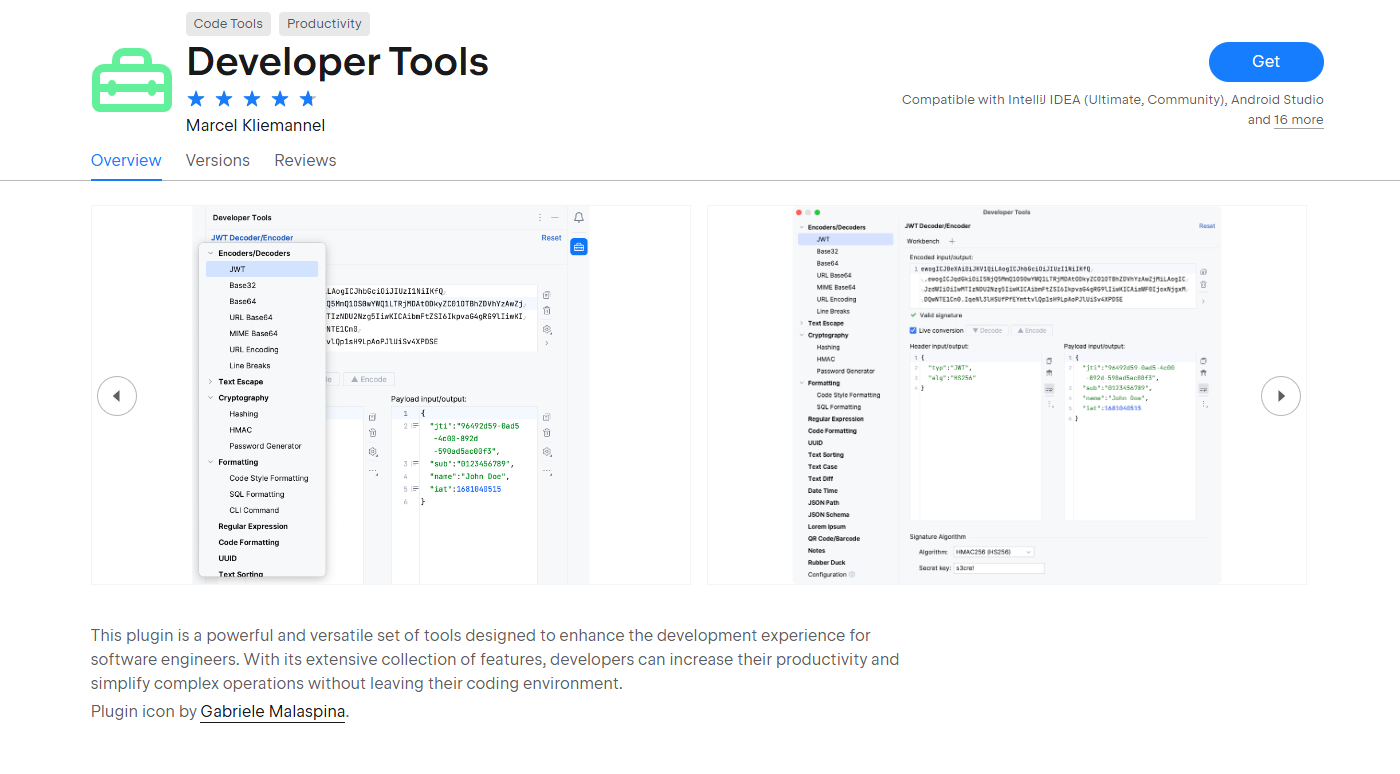 Code Tools
Productivity
Developer Tools
Marcel Kliemannel
Get
Compatible with IntelliJ IDEA (Ultimate, Community), Android Studio
and 16 more
Overview
Versions
Reviews
Developer Tools
JWT Decoder/Encoder
Reset
Encoders/Decoders
JWT
Base32
Base64
URL Base64
MIME Base64
URL Encoding
Line Breaks
Text Escape
Cryptography
Hashing
HMAC
Password Generator
Formatting
Code Style Formatting
SQL Formatting
CLI Command
Regular Expression
Code Formatting
UUID
Text Sorting
Encode
Payload input/output:
1 {
2 "jti":"96492d59-0ad5
-4c00-892d
-590ad5ac00f3",
3 "sub":"0123456789",
4 "name":"John Doe",
5 "iat":1681040515
6 }
Developer Tools
Encoders/Decoders
JWT
Base32
Base64
URL Base64
MIME Base64
URL Encoding
Line Breaks
Text Escape
Cryptography
Hashing
HMAC
Password Generator
Formatting
Code Style Formatting
SQL Formatting
Regular Expression
Code Formatting
UUID
Text Sorting
Text Case
Text Diff
Date Time
JSON Path
JSON Schema
Lorem Ipsum
QR Code/Barcode
Notes
Rubber Duck
Configuration
JWT Decoder/Encoder
Reset
Workbench
Encoded input/output:
Valid signature
Live conversion
Decode
Encode
Header input/output:
1 {
2 "typ":"JWT",
3 "alg":"HS256"
4 }
Payload input/output:
1 {
2 "jti":"96492d59-0ad5-4c00
-892d-590ad5ac00f3",
3 "sub":"0123456789",
4 "name":"John Doe",
5 "iat":1681040515
6 }
Signature Algorithm
Algorithm: HMAC256 (HS256)
Secret key: s3cre!
This plugin is a powerful and versatile set of tools designed to enhance the development experience for
software engineers. With its extensive collection of features, developers can increase their productivity and
simplify complex operations without leaving their coding environment.
Plugin icon by Gabriele Malaspina.